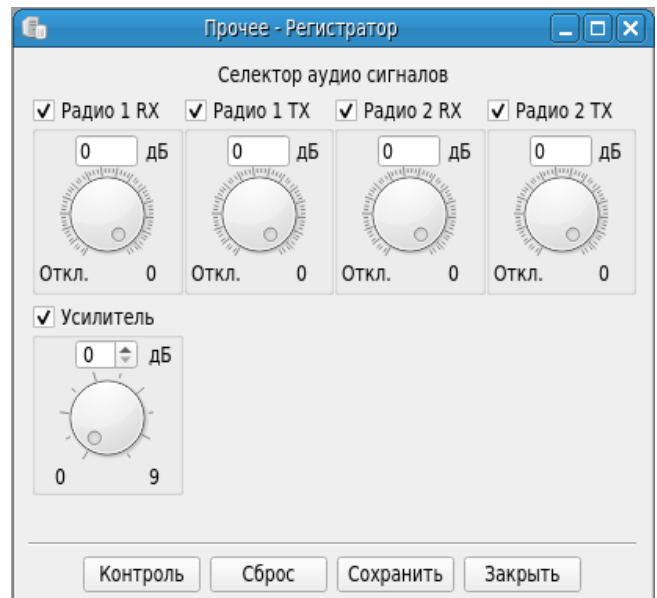 Прочее - Регистратор
Селектор аудио сигналов
Радио 1 RX Радио 1 TX Радио 2 RX Радио 2 TX
0 дБ 0 дБ 0 дБ 0 дБ
Откл. 0 Откл. 0 Откл. 0 Откл. 0
Усилитель
0 дБ
0 9
Контроль Сброс Сохранить Закрыть